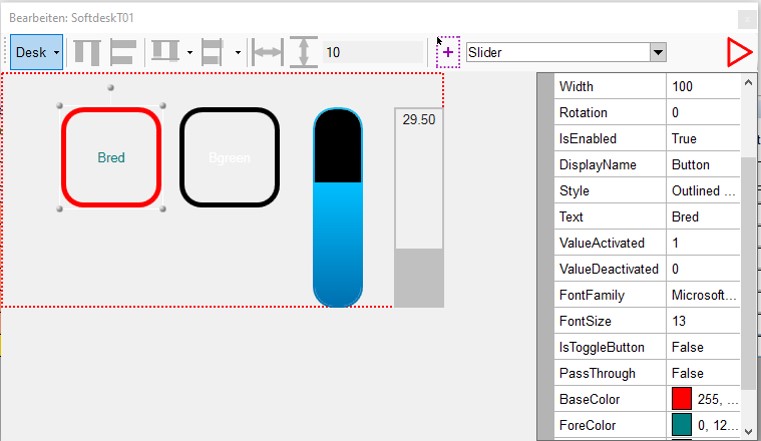 Bearbeiten: SoftdeskT01
x
Desk 10 + Slider
Bred Bgreen 29.50
Width 100
Rotation 0
IsEnabled True
DisplayName Button
Style Outlined ...
Text Bred
ValueActivated 1
ValueDeactivated 0
FontFamily Microsoft...
FontSize 13
IsToggleButton False
PassThrough False
BaseColor 255, ...
ForeColor 0, 12...